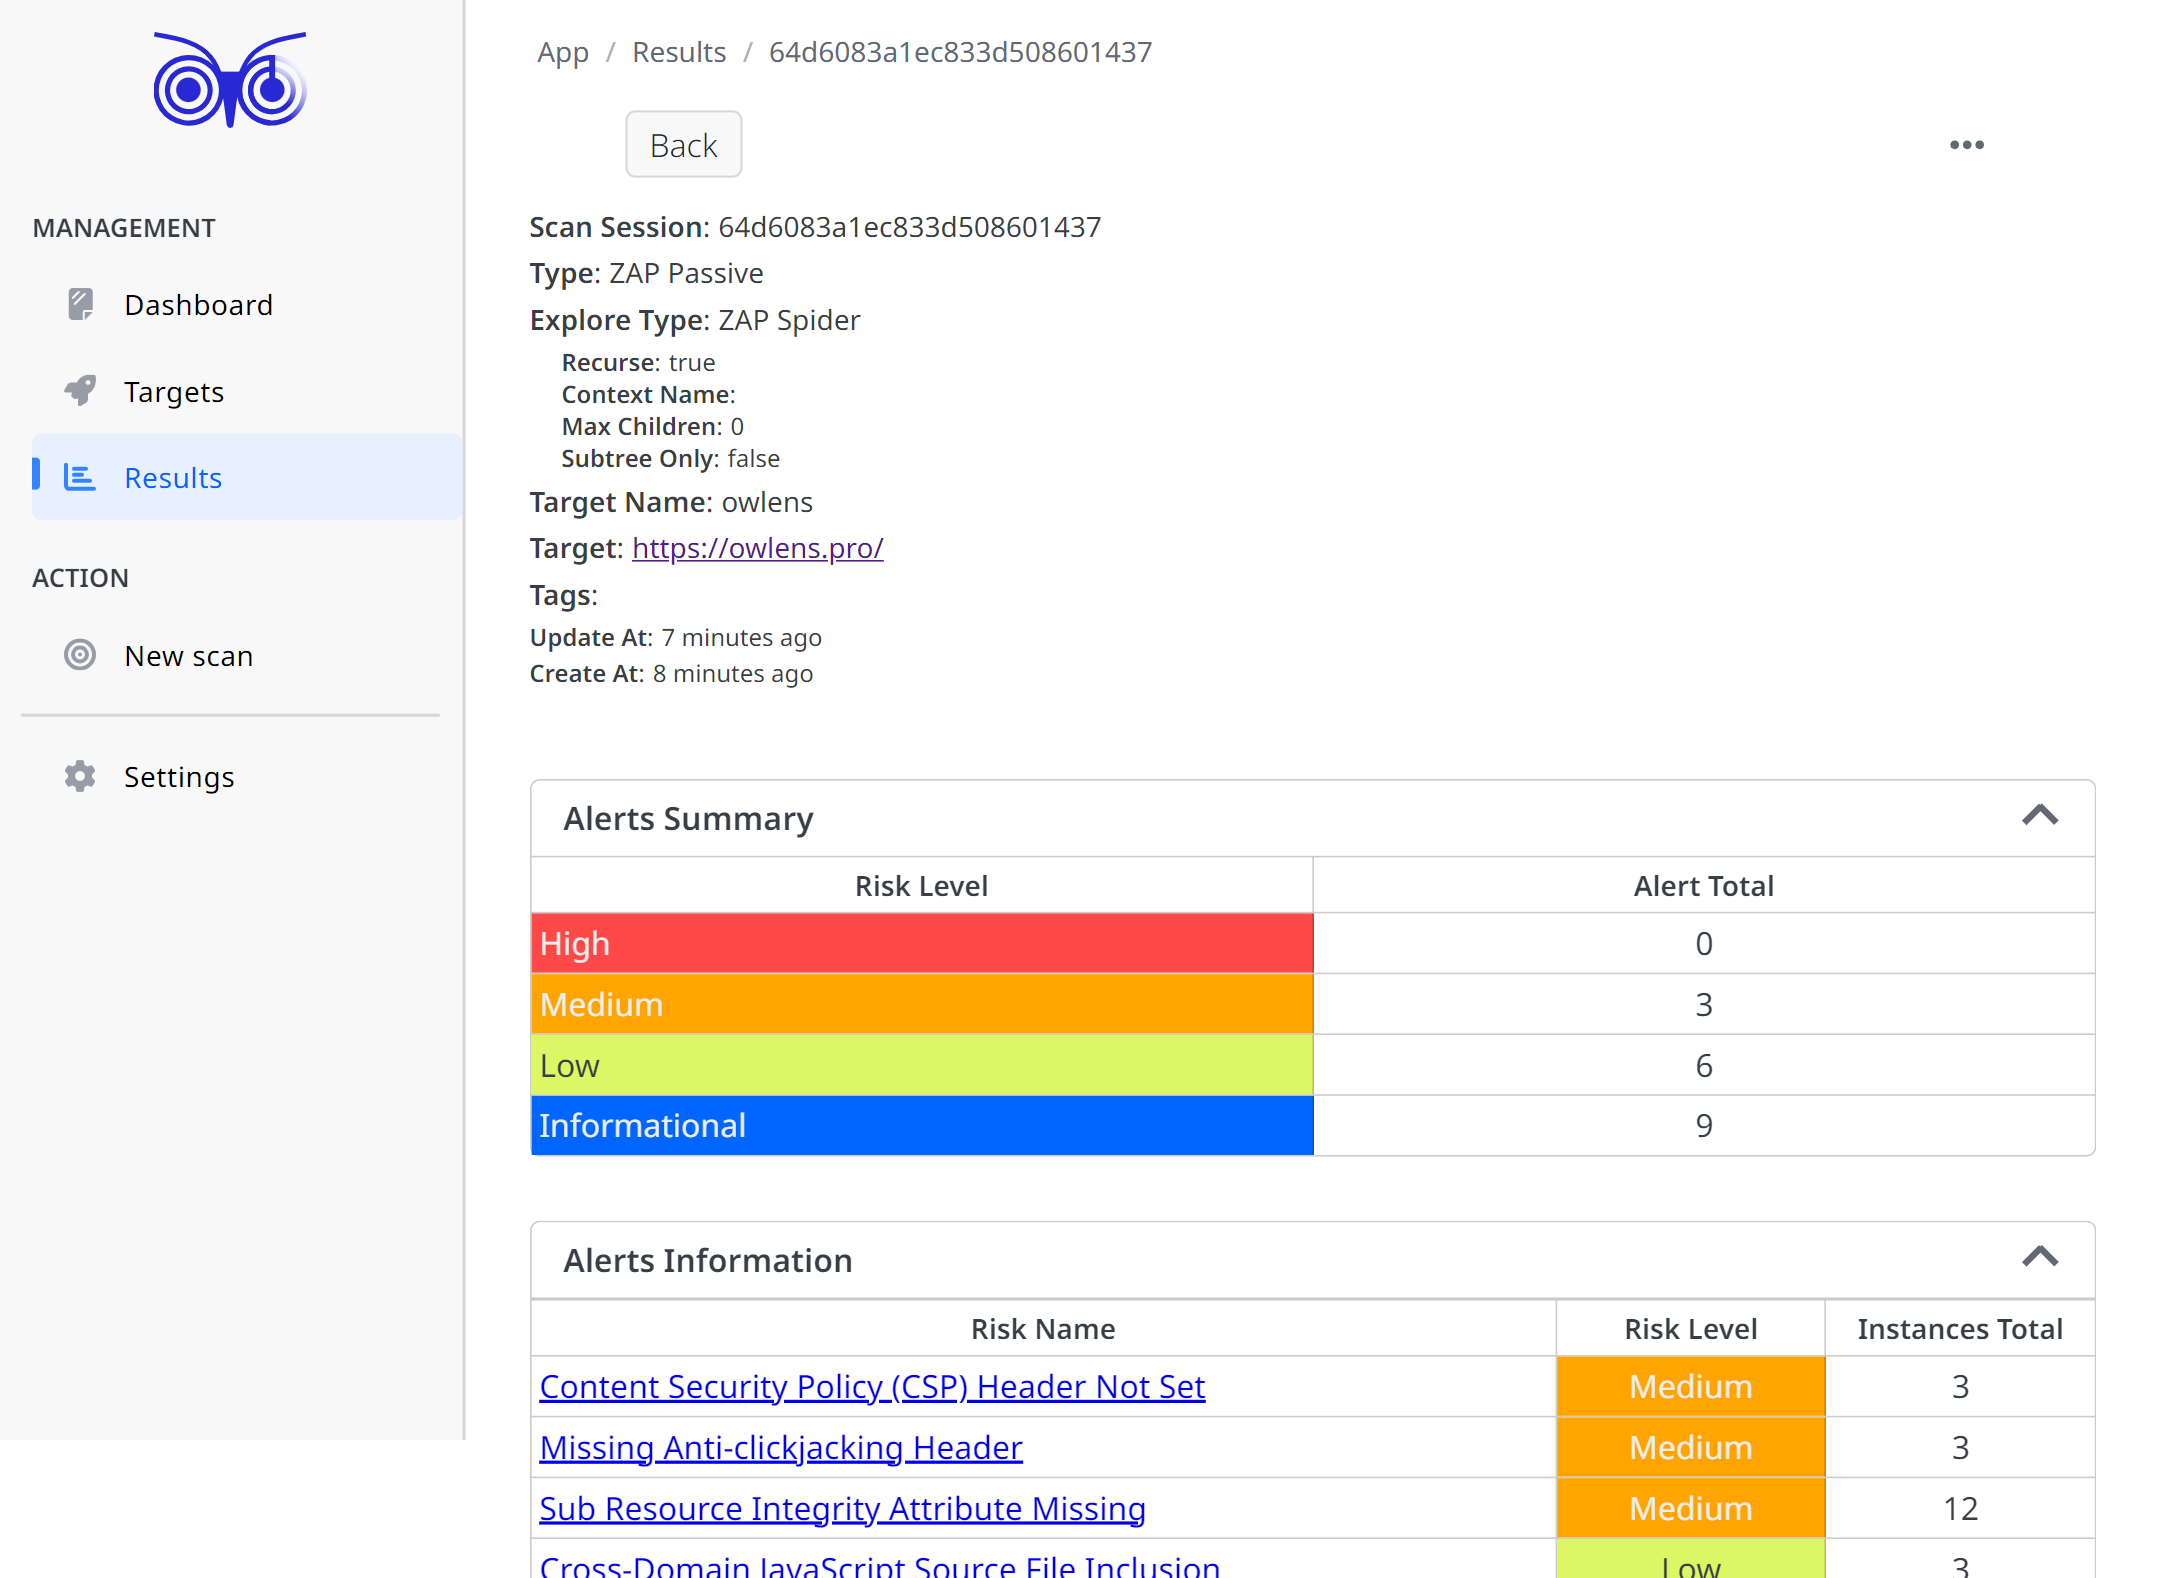 App / Results / 64d6083a1ec833d508601437
Back
MANAGEMENT
Dashboard
Targets
Results
ACTION
New scan
Settings
Scan Session: 64d6083a1ec833d508601437
Type: ZAP Passive
Explore Type: ZAP Spider
Recurse: true
Context Name:
Max Children: 0
Subtree Only: false
Target Name: owlens
Target: https://owlens.pro/
Tags:
Update At: 7 minutes ago
Create At: 8 minutes ago
Alerts Summary
Risk Level Alert Total
High 0
Medium 3
Low 6
Informational 9
Alerts Information
Risk Name Risk Level Instances Total
Content Security Policy (CSP) Header Not Set Medium 3
Missing Anti-clickjacking Header Medium 3
Sub Resource Integrity Attribute Missing Medium 12
Cross-Domain JavaScript Source File Inclusion Low 3